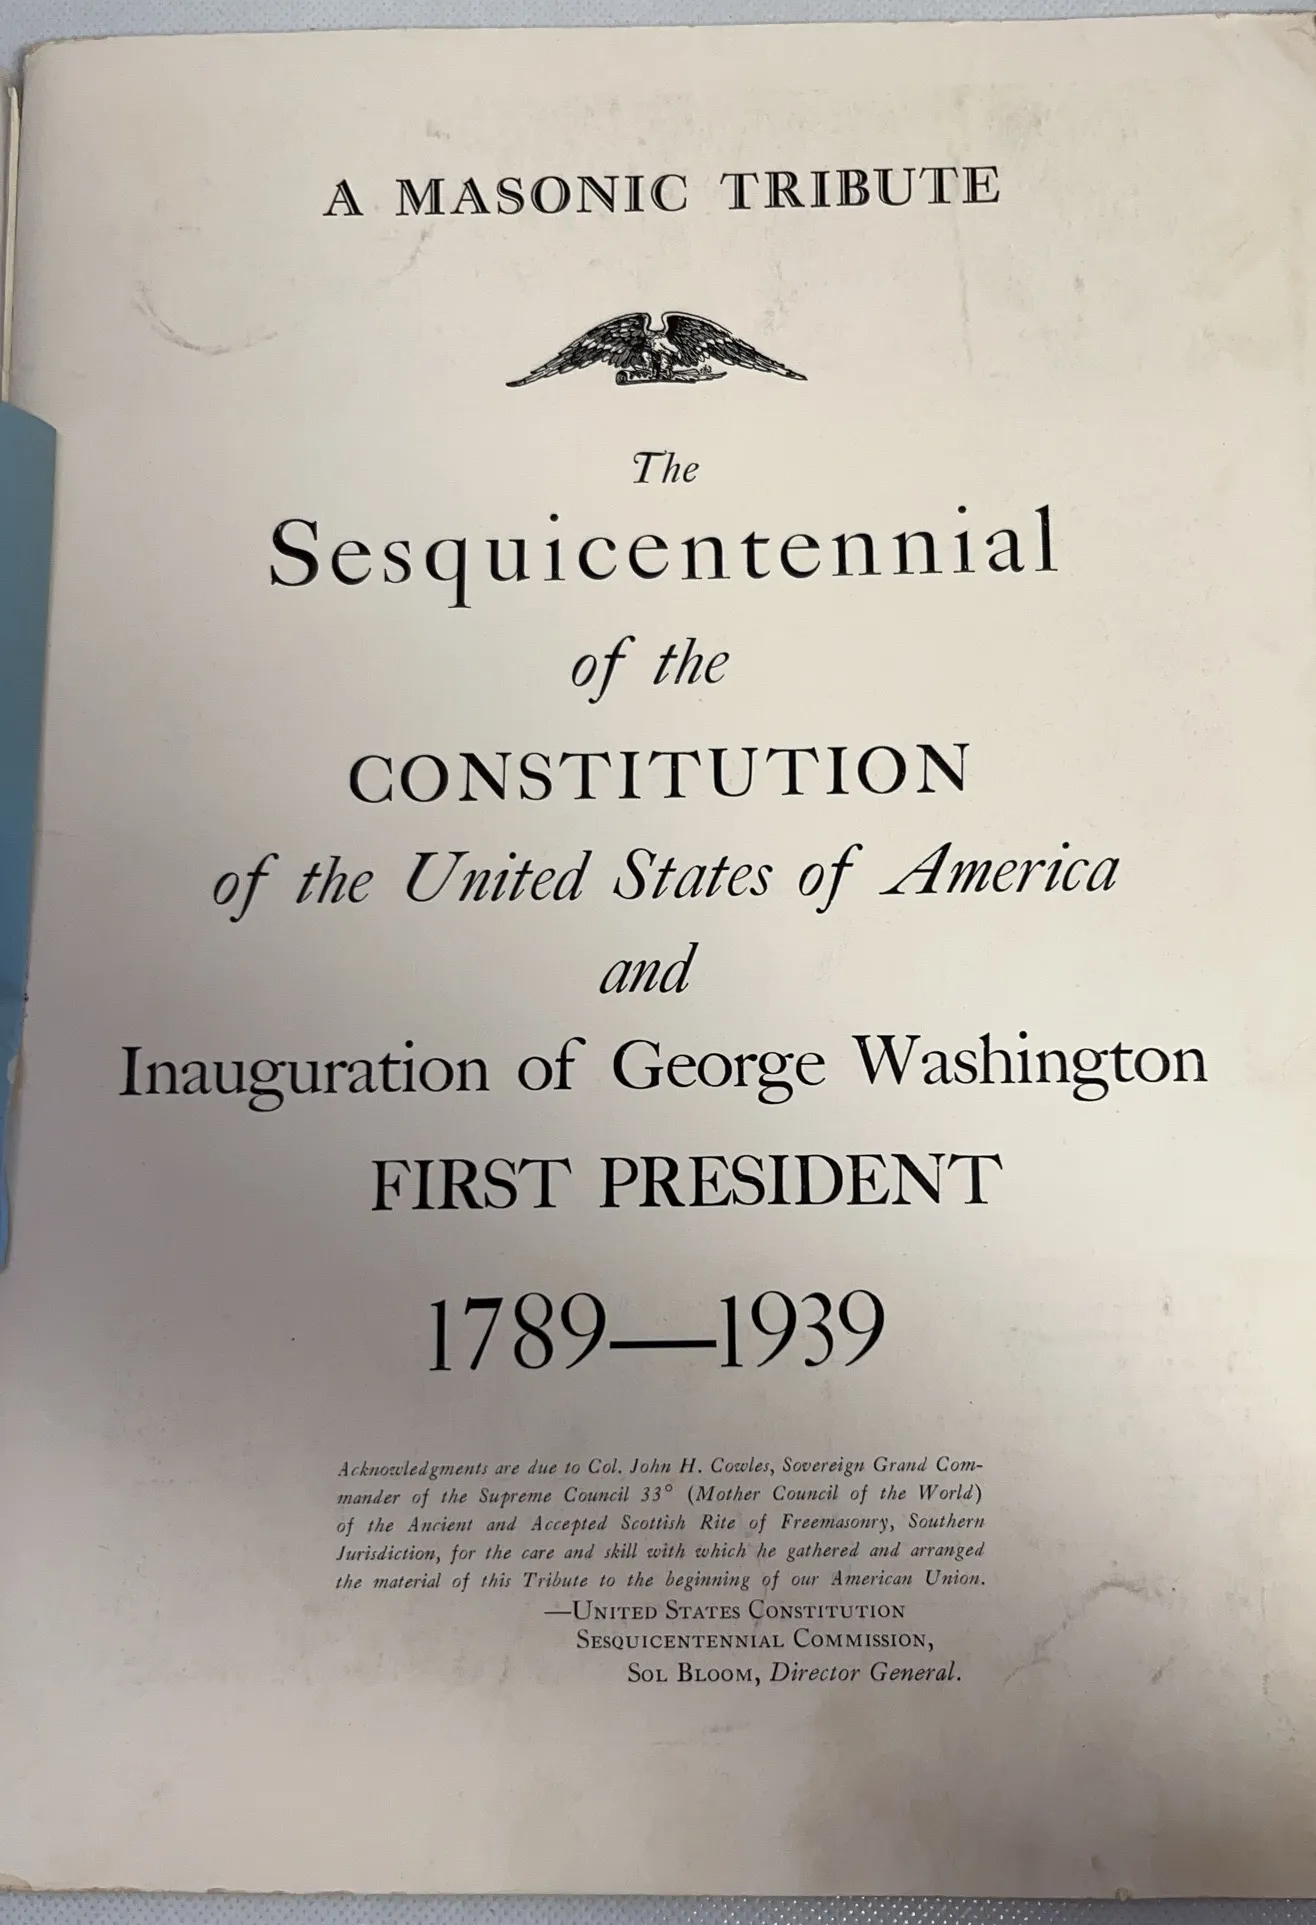 A MASONIC TRIBUTE
The
Sesquicentennial
of the
CONSTITUTION
of the United States of America
and
Inauguration of George Washington
FIRST PRESIDENT
1789—1939
Acknowledgments are due to Col. John H. Cowles, Sovereign Grand Com-
mander of the Supreme Council 33° (Mother Council of the World)
of the Ancient and Accepted Scottish Rite of Freemasonry, Southern
Jurisdiction, for the care and skill with which he gathered and arranged
the material of this Tribute to the beginning of our American Union.
—UNITED STATES CONSTITUTION
SESQUICENTENNIAL COMMISSION,
SOL BLOOM, Director General.